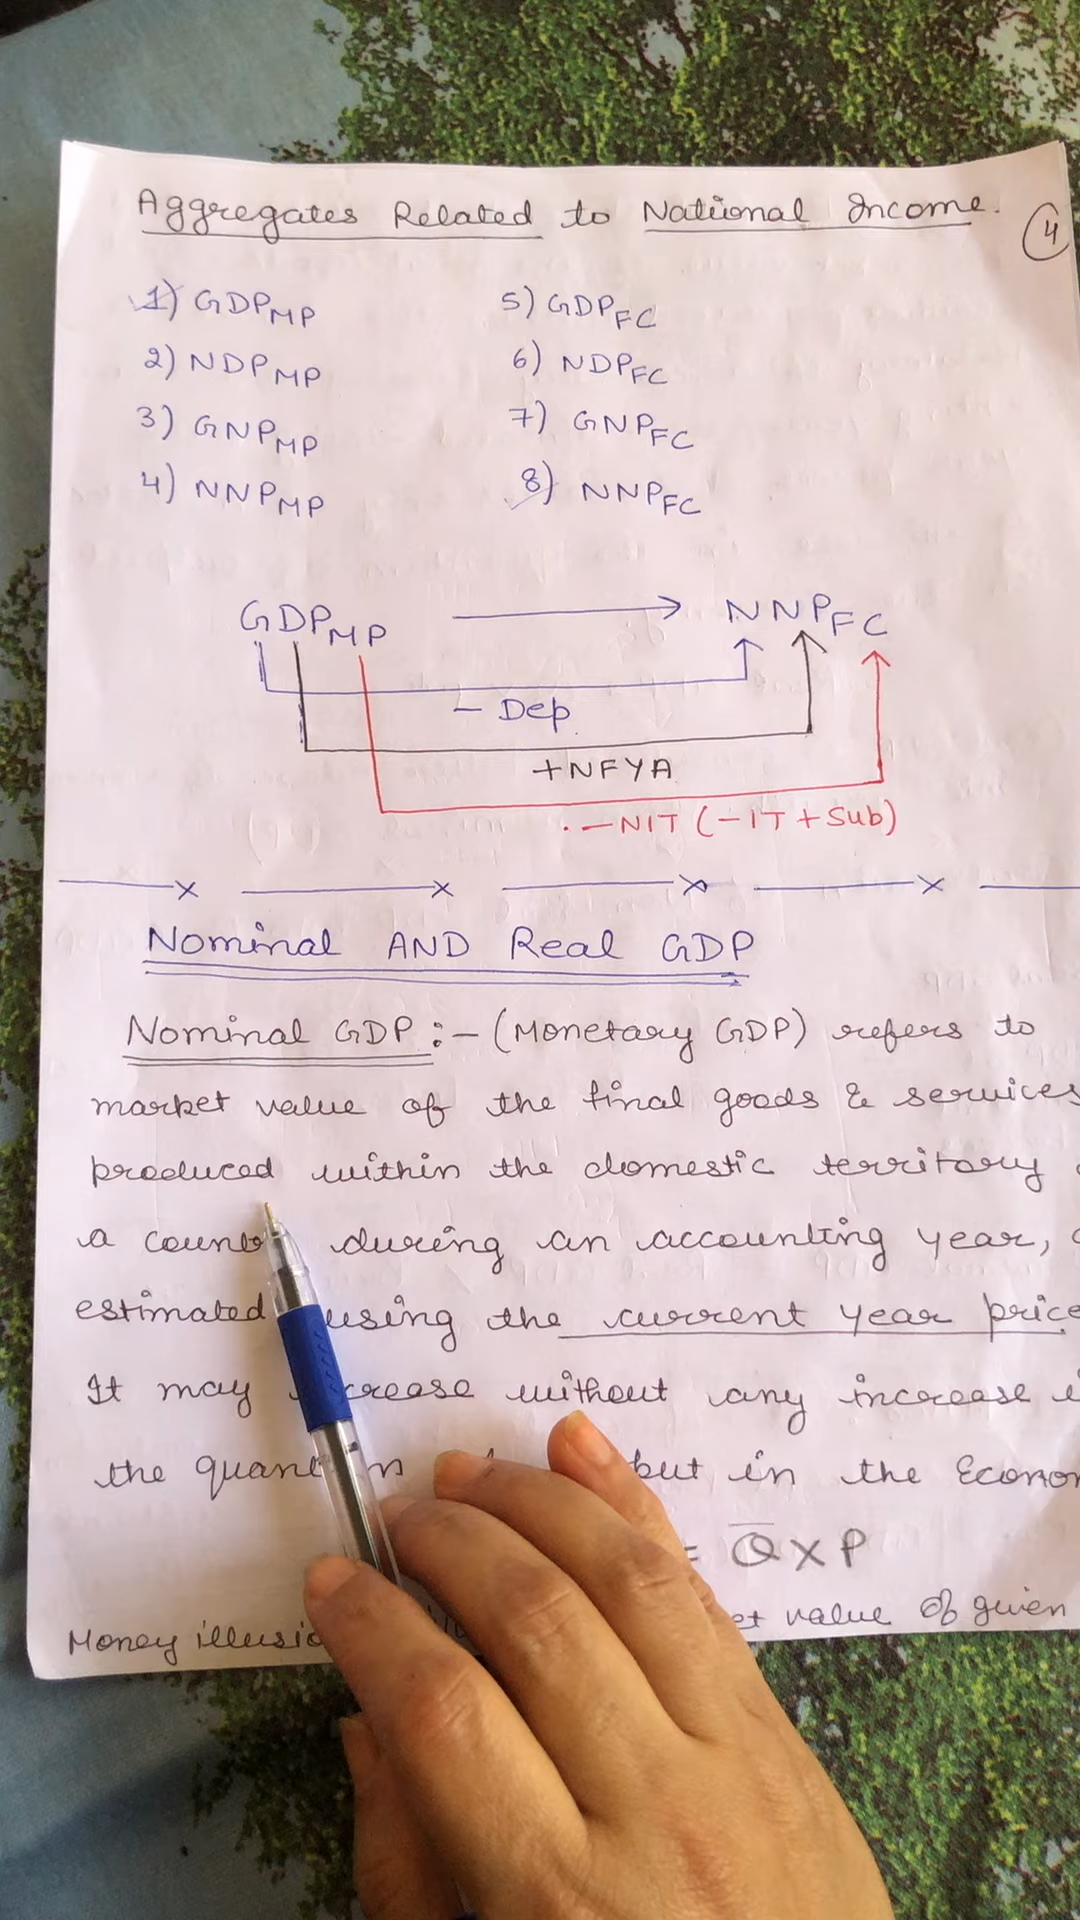 Aggregates Related to National Income.
4
1) GDPMP
5) GDPFC
2) NDPMP
6) NDPFC
3) GNPMP
7) GNPFC
4) NNPMP
8) NNPFC
GDPMP → NNPFC
- Dep.
+NFYA
- NIT (-IT + Sub)
Nominal AND Real GDP
Nominal GDP :- (Monetary GDP) refers to
market value of the final goods & services
produced within the domestic territory
a during an accounting year,
estimated using the current year price
It may without any increase
the but in the
= Q̅ X P
Money value of given